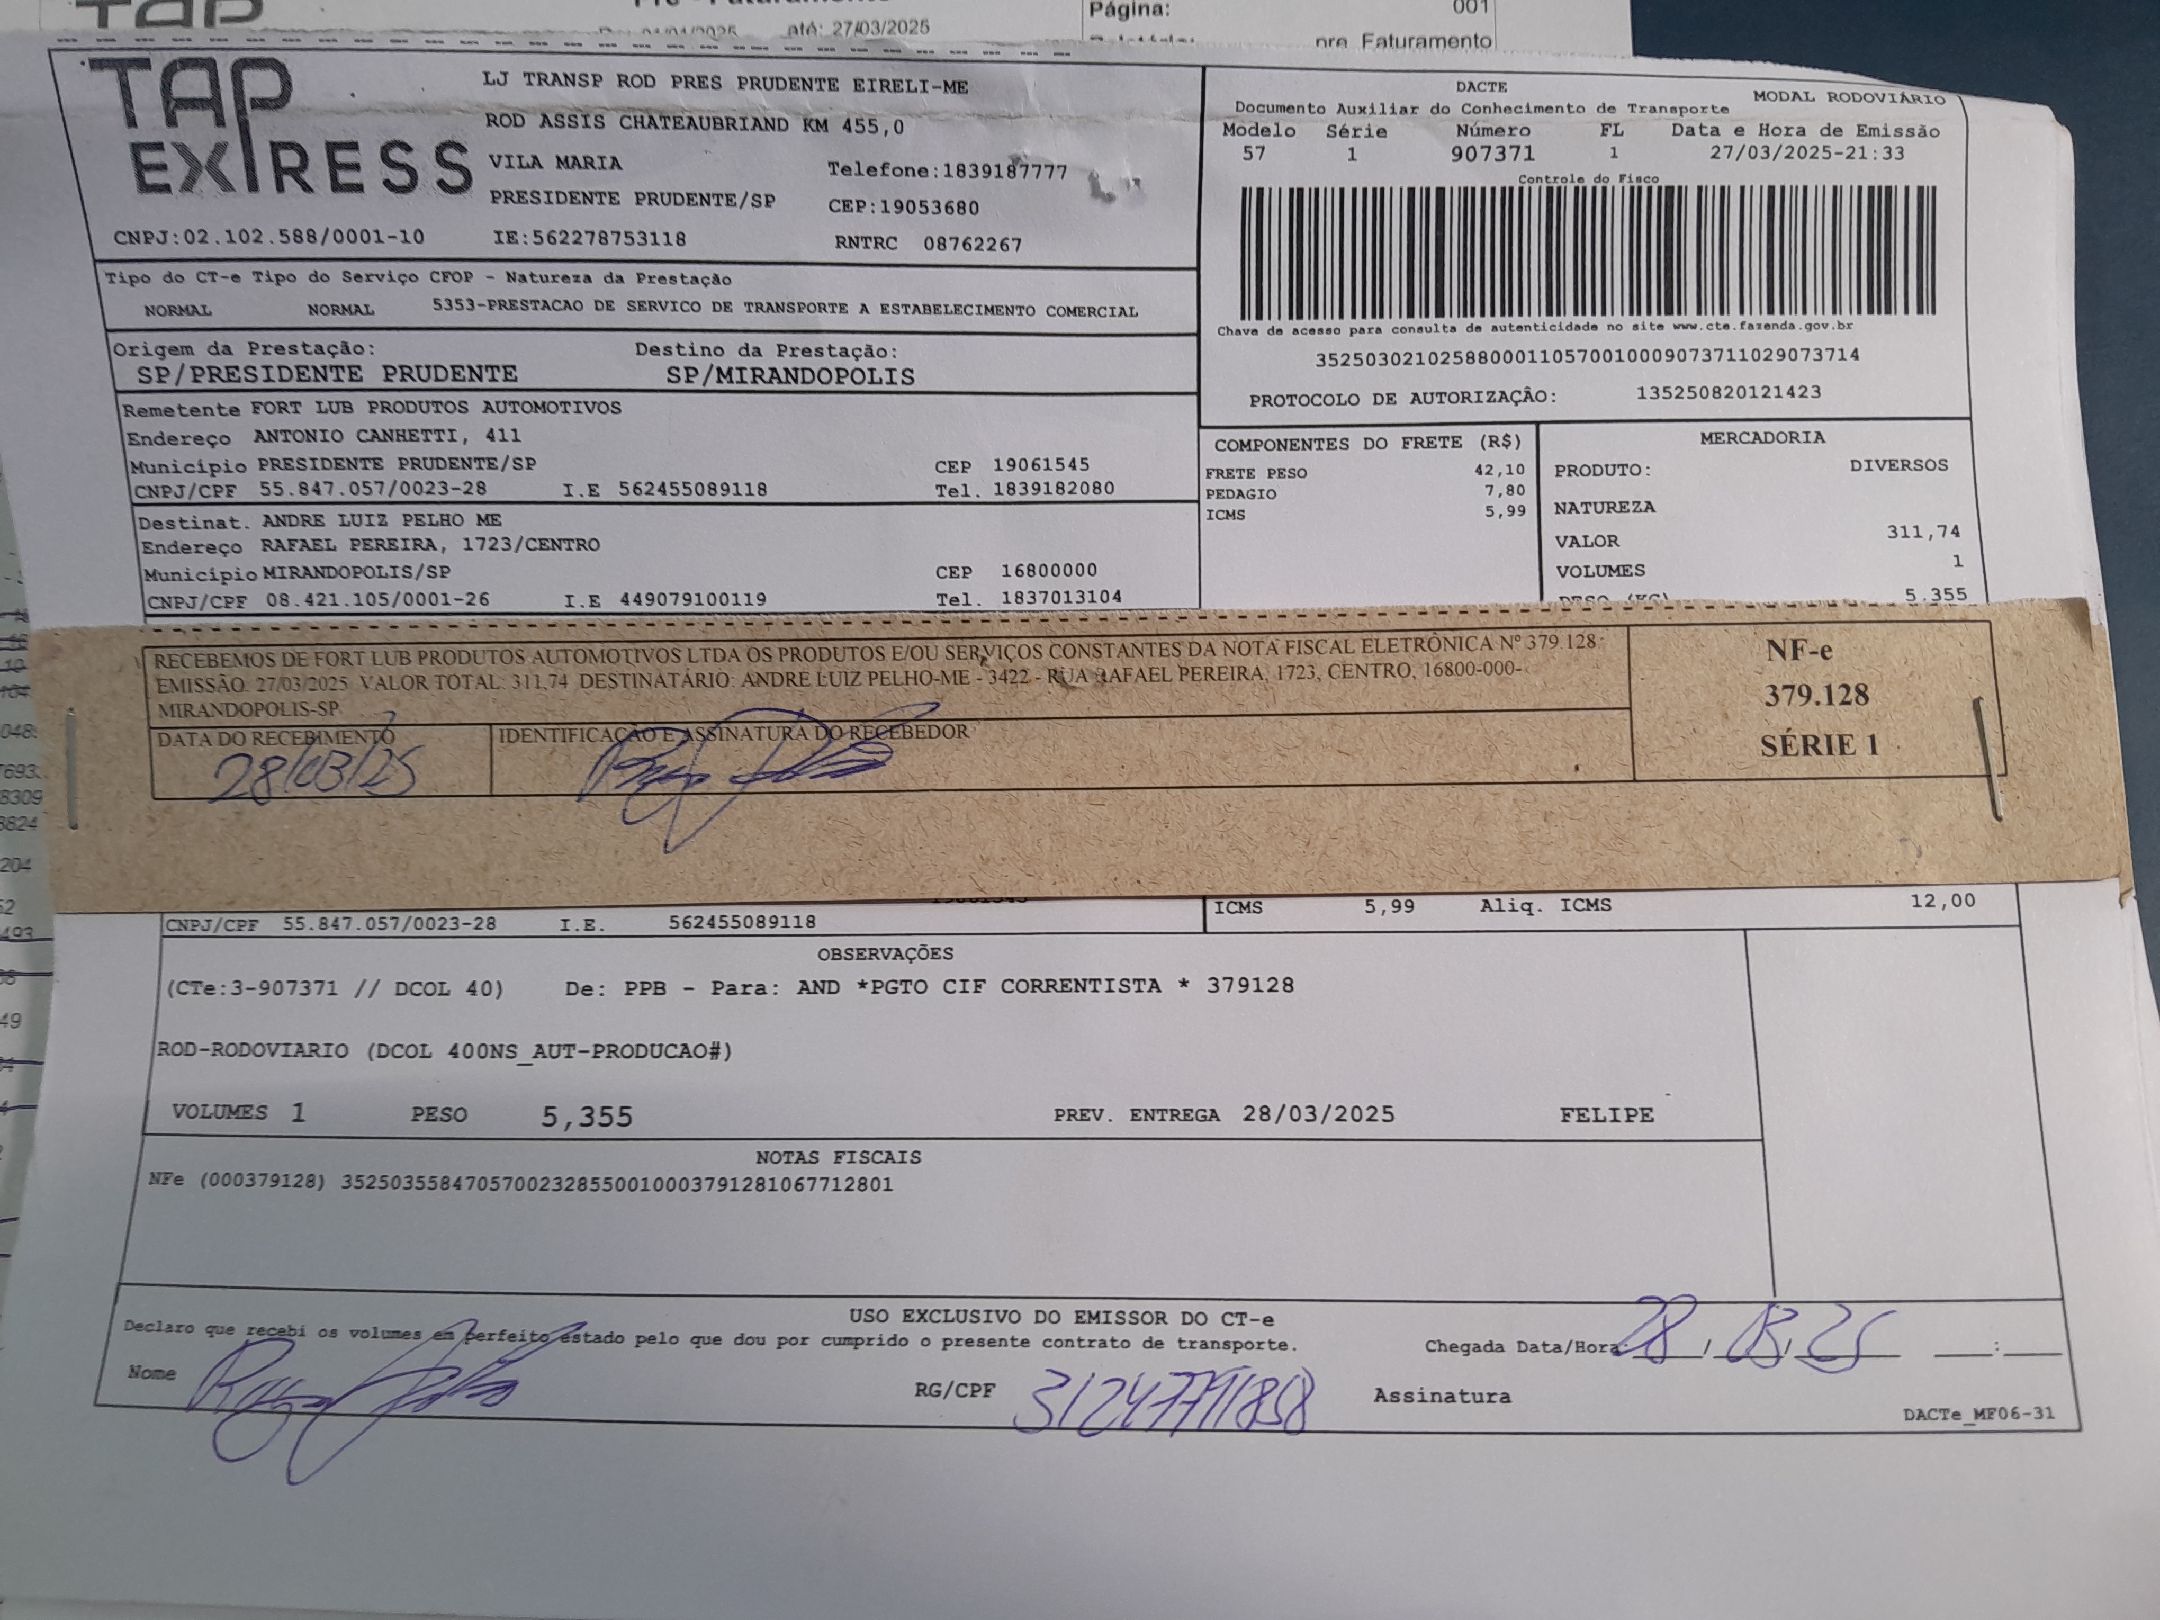 até: 27/03/2025
Página:
001
pre Faturamento
TAP EXPRESS
LJ TRANSP ROD PRES PRUDENTE EIRELI-ME
ROD ASSIS CHATEAUBRIAND KM 455,0
VILA MARIA Telefone:1839187777
PRESIDENTE PRUDENTE/SP CEP:19053680
CNPJ:02.102.588/0001-10 IE:562278753118 RNTRC 08762267
DACTE
MODAL RODOVIÁRIO
Documento Auxiliar do Conhecimento de Transporte
Modelo Série Número FL Data e Hora de Emissão
57 1 907371 1 27/03/2025-21:33
Controle do Fisco
Chave de acesso para consulta de autenticidade no site www.cte.fazenda.gov.br
35250302102588000110570010009073711029073714
PROTOCOLO DE AUTORIZAÇÃO: 135250820121423
Tipo do CT-e Tipo do Serviço CFOP - Natureza da Prestação
NORMAL NORMAL 5353-PRESTACAO DE SERVICO DE TRANSPORTE A ESTABELECIMENTO COMERCIAL
Origem da Prestação: Destino da Prestação:
SP/PRESIDENTE PRUDENTE SP/MIRANDOPOLIS
Remetente FORT LUB PRODUTOS AUTOMOTIVOS
Endereço ANTONIO CANHETTI, 411
Município PRESIDENTE PRUDENTE/SP CEP 19061545
CNPJ/CPF 55.847.057/0023-28 I.E 562455089118 Tel. 1839182080
Destinat. ANDRE LUIZ PELHO ME
Endereço RAFAEL PEREIRA, 1723/CENTRO
Município MIRANDOPOLIS/SP CEP 16800000
CNPJ/CPF 08.421.105/0001-26 I.E 449079100119 Tel. 1837013104
COMPONENTES DO FRETE (R$)
FRETE PESO 42,10
PEDAGIO 7,80
ICMS 5,99
MERCADORIA
PRODUTO: DIVERSOS
NATUREZA
VALOR 311,74
VOLUMES 1
PESO (KG) 5.355
RECEBEMOS DE FORT LUB PRODUTOS AUTOMOTIVOS LTDA OS PRODUTOS E/OU SERVIÇOS CONSTANTES DA NOTA FISCAL ELETRÔNICA Nº 379.128
EMISSÃO: 27/03/2025 VALOR TOTAL: 311,74 DESTINATÁRIO: ANDRE LUIZ PELHO-ME - 3422 - RUA RAFAEL PEREIRA, 1723, CENTRO, 16800-000-
MIRANDOPOLIS-SP
DATA DO RECEBIMENTO IDENTIFICAÇÃO E ASSINATURA DO RECEBEDOR
28/03/25
NF-e
379.128
SÉRIE 1
CNPJ/CPF 55.847.057/0023-28 I.E. 562455089118
ICMS 5,99 Aliq. ICMS 12,00
OBSERVAÇÕES
(CTe:3-907371 // DCOL 40) De: PPB - Para: AND *PGTO CIF CORRENTISTA * 379128
ROD-RODOVIARIO (DCOL 400NS_AUT-PRODUCAO#)
VOLUMES 1 PESO 5,355 PREV. ENTREGA 28/03/2025 FELIPE
NOTAS FISCAIS
NFe (000379128) 35250355847057002328550010003791281067712801
USO EXCLUSIVO DO EMISSOR DO CT-e
Declaro que recebi os volumes em perfeito estado pelo que dou por cumprido o presente contrato de transporte.
Chegada Data/Hora: 28/03/25 :
Nome RG/CPF 31247791858 Assinatura
DACTe_MF06-31